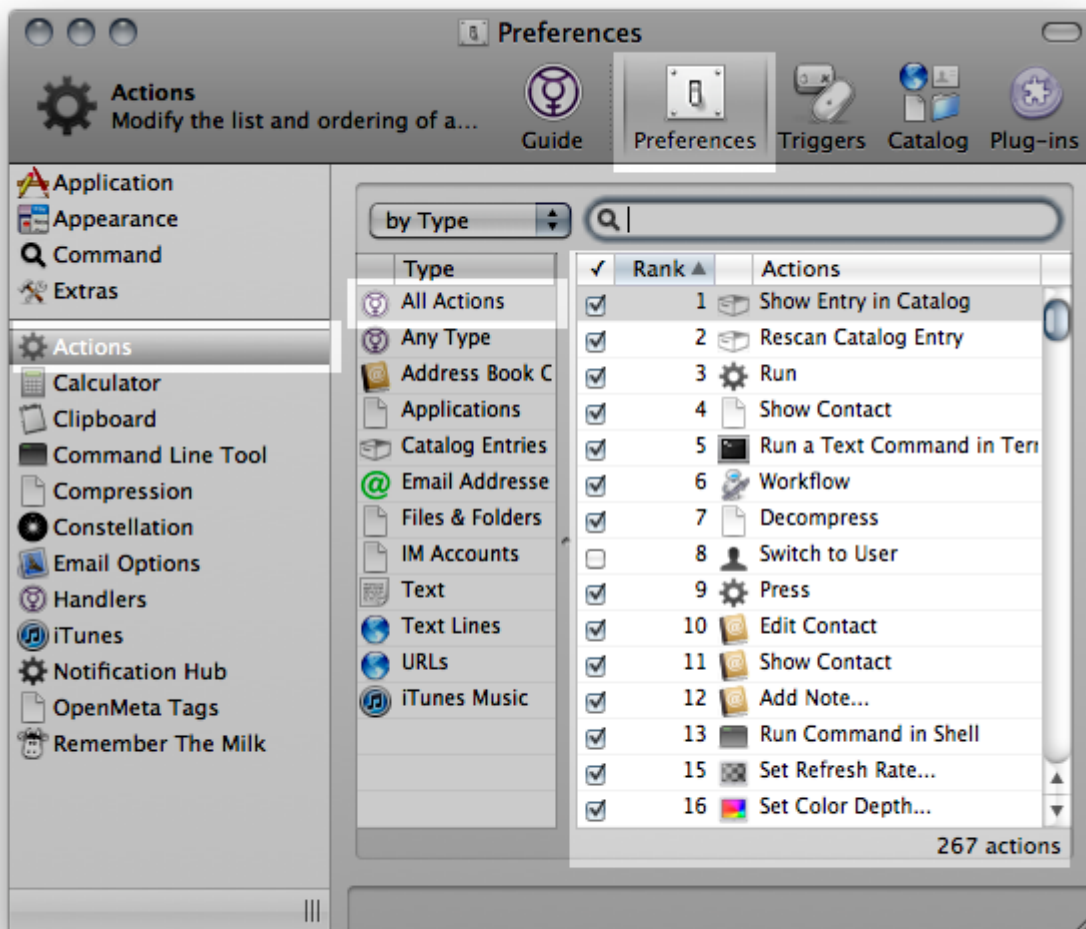 Preferences
Actions
Modify the list and ordering of a...
Guide
Preferences
Triggers
Catalog
Plug-ins
Application
Appearance
Command
Extras
Actions
Calculator
Clipboard
Command Line Tool
Compression
Constellation
Email Options
Handlers
iTunes
Notification Hub
OpenMeta Tags
Remember The Milk
by Type
Type
All Actions
Any Type
Address Book C
Applications
Catalog Entries
Email Addresse
Files & Folders
IM Accounts
Text
Text Lines
URLs
iTunes Music
✓ Rank Actions
1 Show Entry in Catalog
2 Rescan Catalog Entry
3 Run
4 Show Contact
5 Run a Text Command in Terr
6 Workflow
7 Decompress
8 Switch to User
9 Press
10 Edit Contact
11 Show Contact
12 Add Note...
13 Run Command in Shell
15 Set Refresh Rate...
16 Set Color Depth...
267 actions